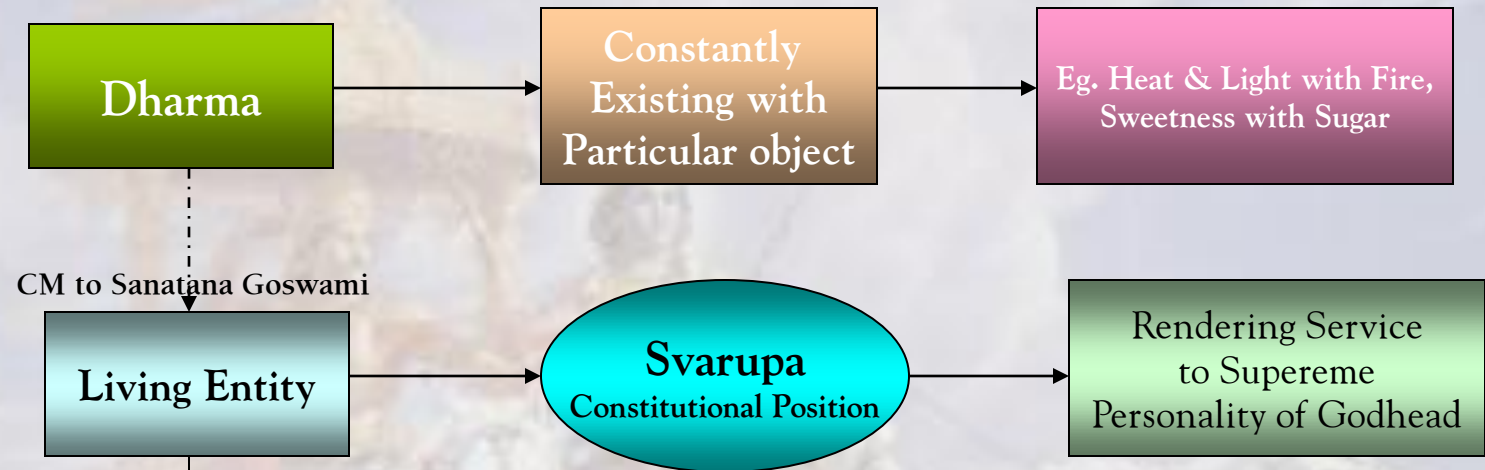 Dharma
Constantly
Existing with
Particular object
Eg. Heat & Light with Fire,
Sweetness with Sugar
CM to Sanatana Goswami
Living Entity
Svarupa
Constitutional Position
Rendering Service
to Supereme
Personality of Godhead